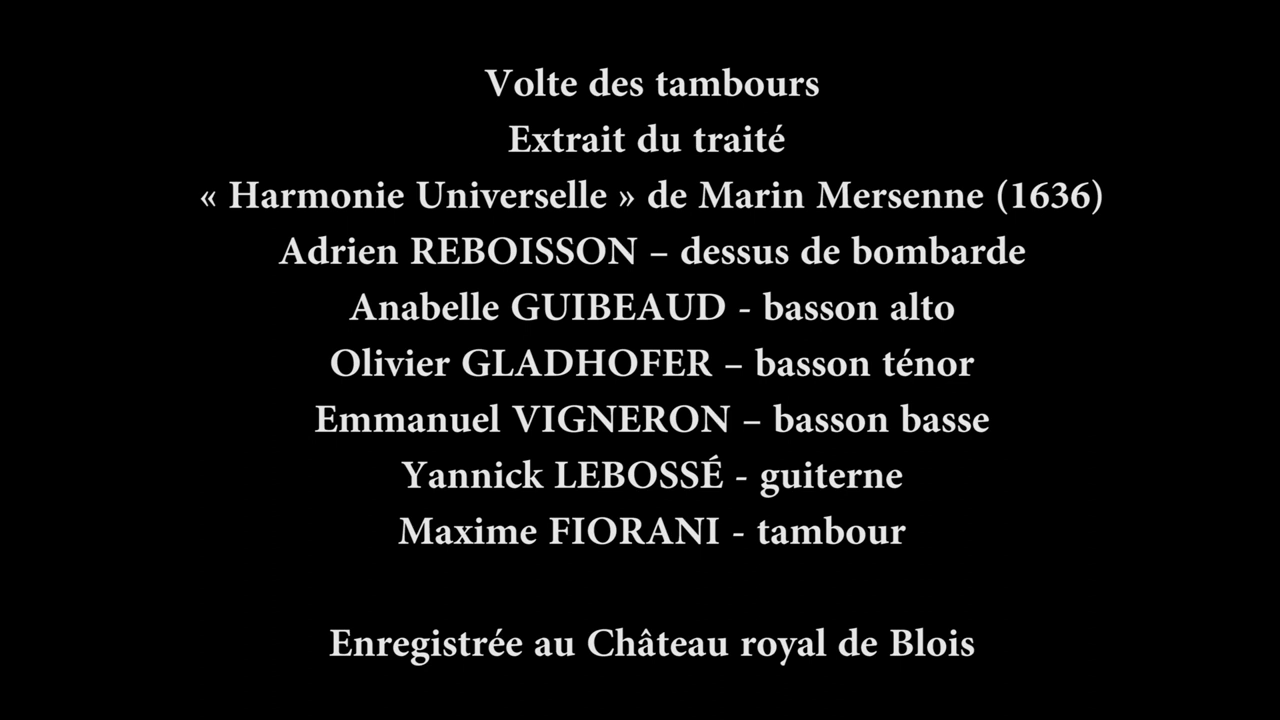 Volte des tambours
Extrait du traité
« Harmonie Universelle » de Marin Mersenne (1636)
Adrien REBOISSON – dessus de bombarde
Anabelle GUIBEAUD - basson alto
Olivier GLADHOFER – basson ténor
Emmanuel VIGNERON – basson basse
Yannick LEBOSSÉ - guiterne
Maxime FIORANI - tambour
Enregistrée au Château royal de Blois